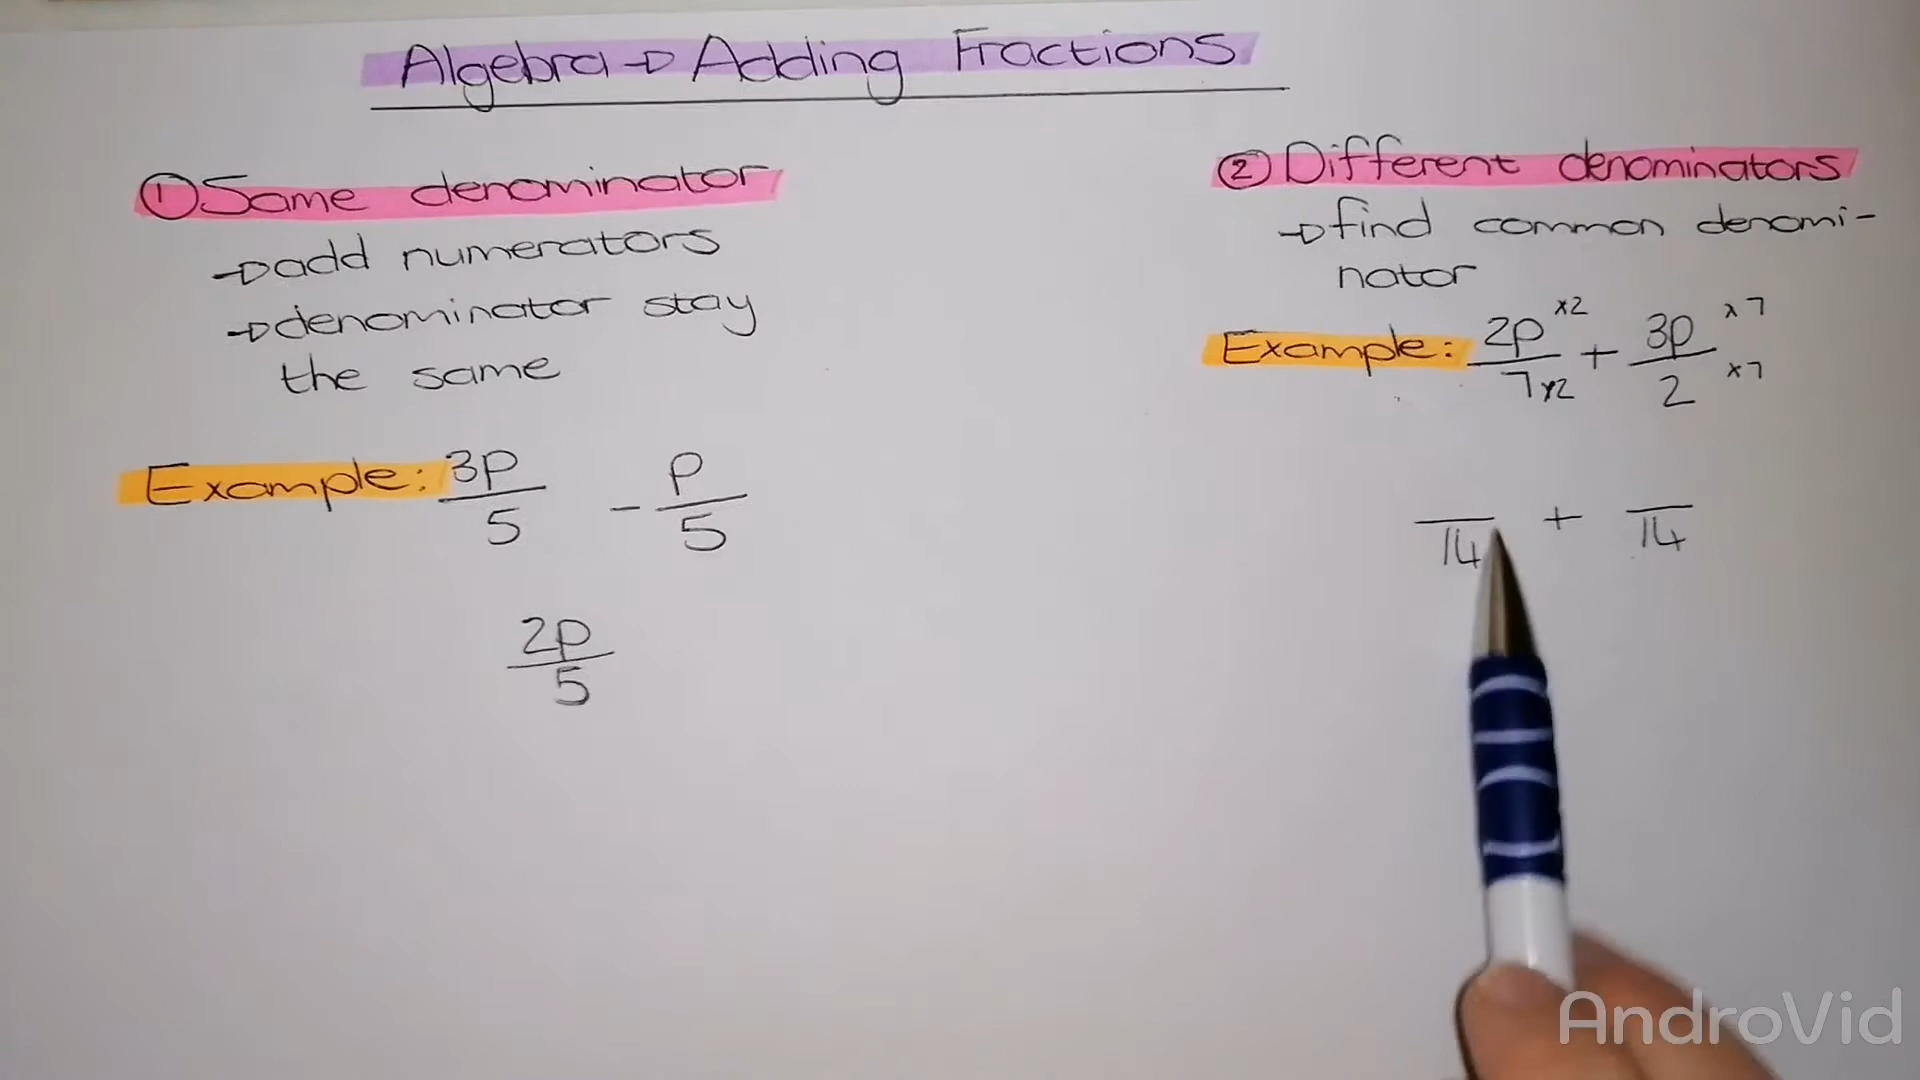 Algebra → Adding Fractions
① Same denominator
→ add numerators
→ denominator stay
the same
Example: 3p/5 - p/5
2p/5
② Different denominators
→ find common denomi-
nator
Example: 2p/7 ×2 ×2 + 3p/2 ×7 ×7
/14 + /14
AndroVid